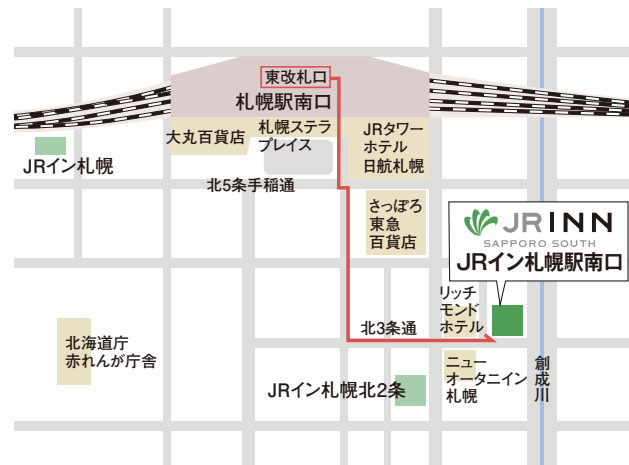 東改札口
札幌駅南口
大丸百貨店
札幌ステラ
プレイス
JRタワー
ホテル
日航札幌
JRイン札幌
北5条手稲通
さっぽろ
東急
百貨店
JR INN
SAPPORO SOUTH
JRイン札幌駅南口
リッチ
モンド
ホテル
北3条通
北海道庁
赤れんが庁舎
ニュー
オータニイン
札幌
創成川
JRイン札幌北2条